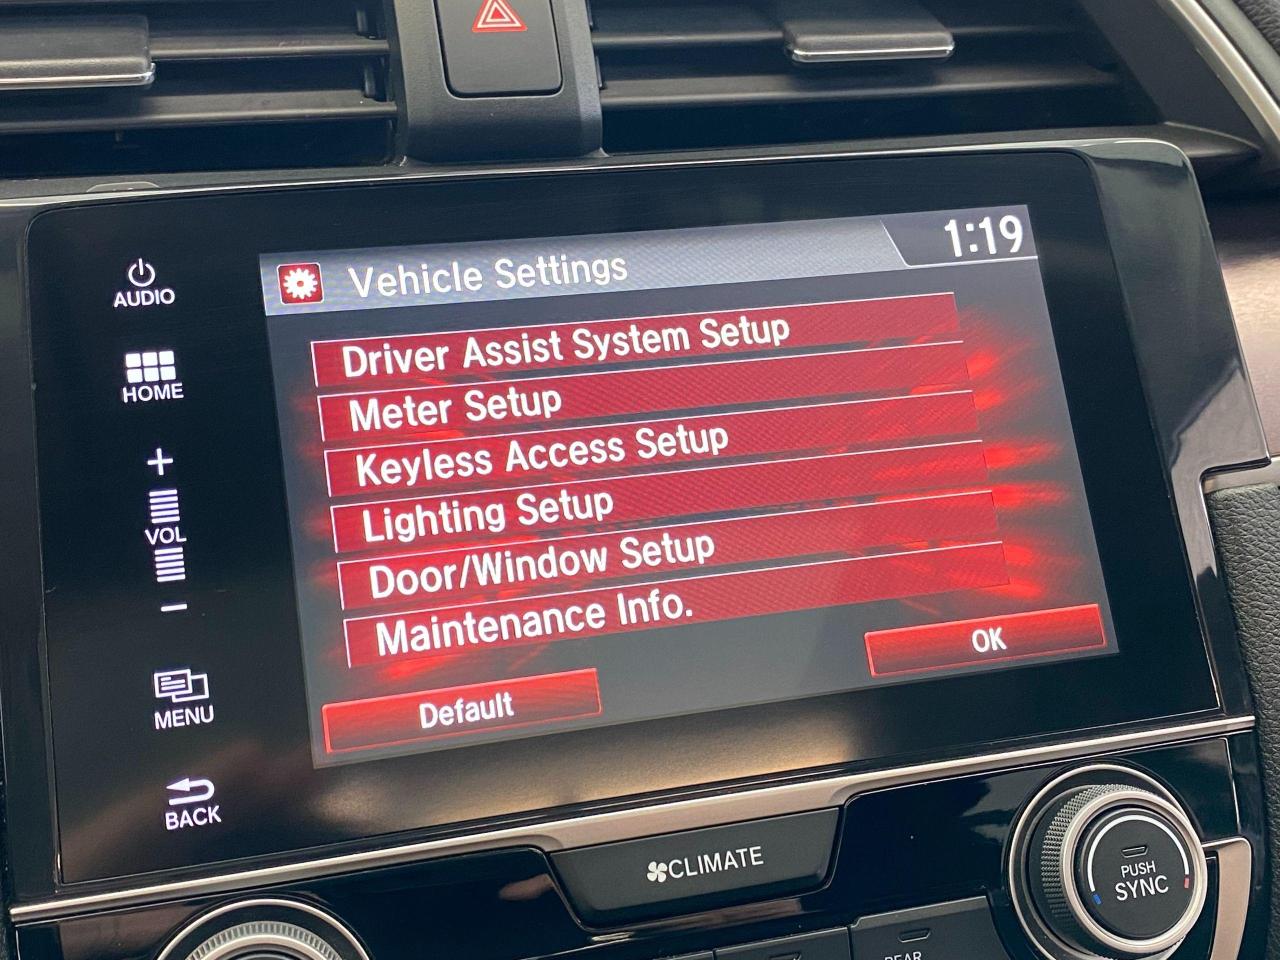 1:19
Vehicle Settings
AUDIO
Driver Assist System Setup
HOME
Meter Setup
Keyless Access Setup
+
VOL
-
Lighting Setup
Door/Window Setup
Maintenance Info.
OK
MENU
Default
BACK
CLIMATE
PUSH
SYNC
REAR